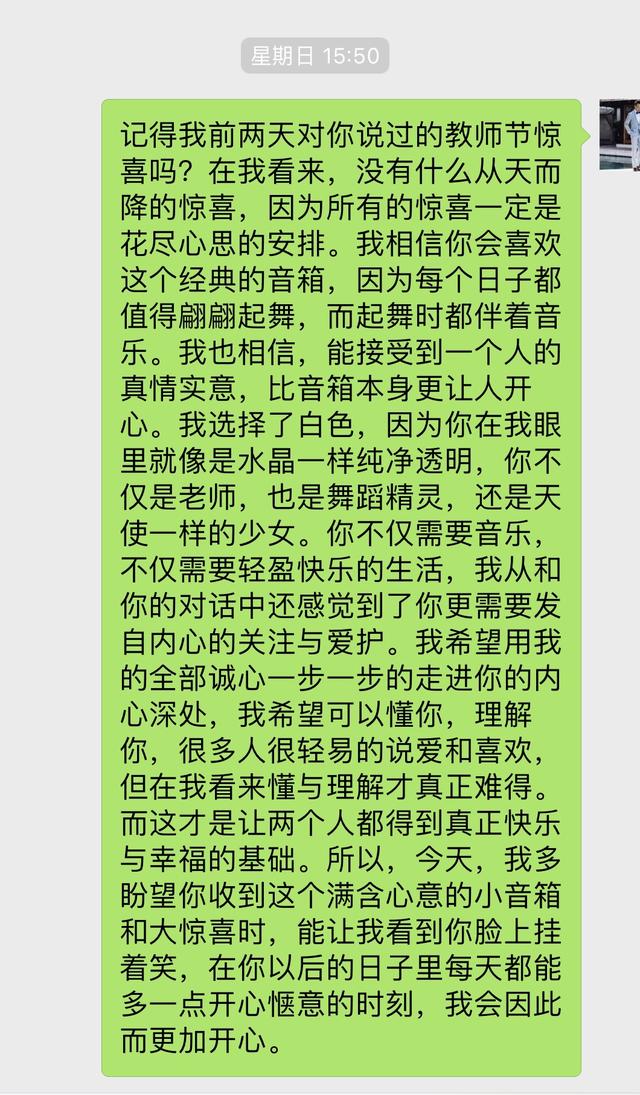 星期日 15:50
记得我前两天对你说过的教师节惊
喜吗？在我看来，没有什么从天而
降的惊喜，因为所有的惊喜一定是
花尽心思的安排。我相信你会喜欢
这个经典的音箱，因为每个日子都
值得翩翩起舞，而起舞时都伴着音
乐。我也相信，能接受到一个人的
真情实意，比音箱本身更让人开
心。我选择了白色，因为你在我眼
里就像是水晶一样纯净透明，你不
仅是老师，也是舞蹈精灵，还是天
使一样的少女。你不仅需要音乐，
不仅需要轻盈快乐的生活，我从和
你的对话中还感觉到了你更需要发
自内心的关注与爱护。我希望用我
的全部诚心一步一步的走进你的内
心深处，我希望可以懂你，理解
你，很多人很轻易的说爱和喜欢，
但在我看来懂与理解才真正难得。
而这才是让两个人都得到真正快乐
与幸福的基础。所以，今天，我多
盼望你收到这个满含心意的小音箱
和大惊喜时，能让我看到你脸上挂
着笑，在你以后的日子里每天都能
多一点开心惬意的时刻，我会因此
而更加开心。